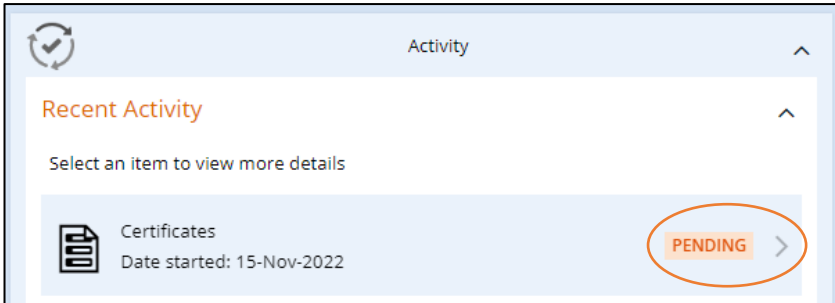 Activity
Recent Activity
Select an item to view more details
Certificates
Date started: 15-Nov-2022
PENDING